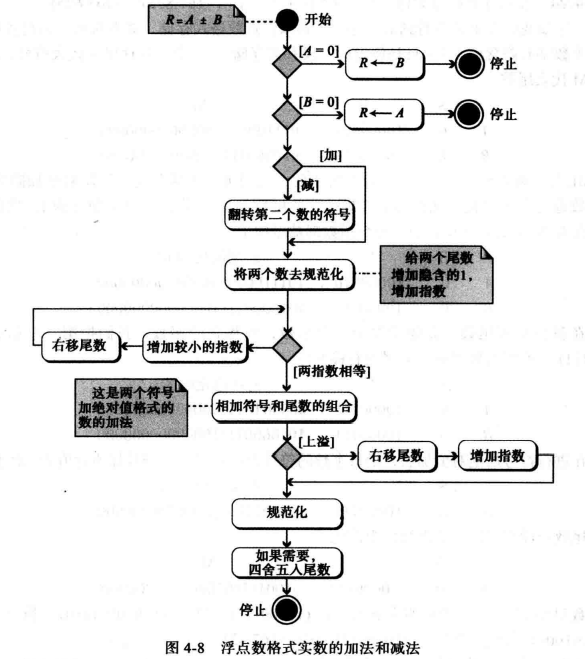 R = A ± B
开始
[A = 0]
R ← B
停止
[B = 0]
R ← A
停止
[加]
[减]
翻转第二个数的符号
将两个数去规范化
给两个尾数
增加隐含的1，
增加指数
右移尾数
增加较小的指数
[两指数相等]
这是两个符号
加绝对值格式的
数的加法
相加符号和尾数的组合
[上溢]
右移尾数
增加指数
规范化
如果需要，
四舍五入尾数
停止
图 4-8 浮点数格式实数的加法和减法